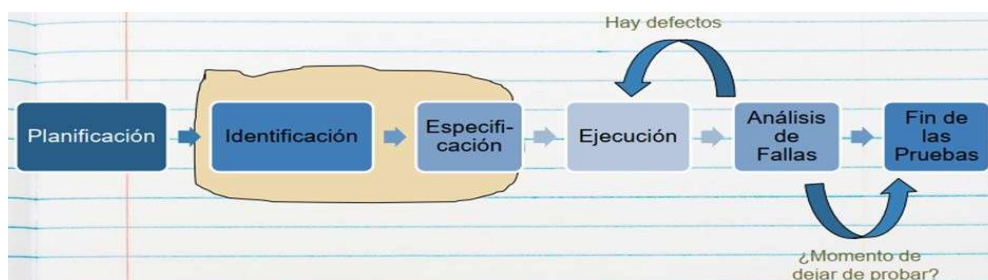 Hay defectos
Planificación
Identificación
Especifi-
cación
Ejecución
Análisis
de
Fallas
Fin de
las
Pruebas
¿Momento de
dejar de probar?